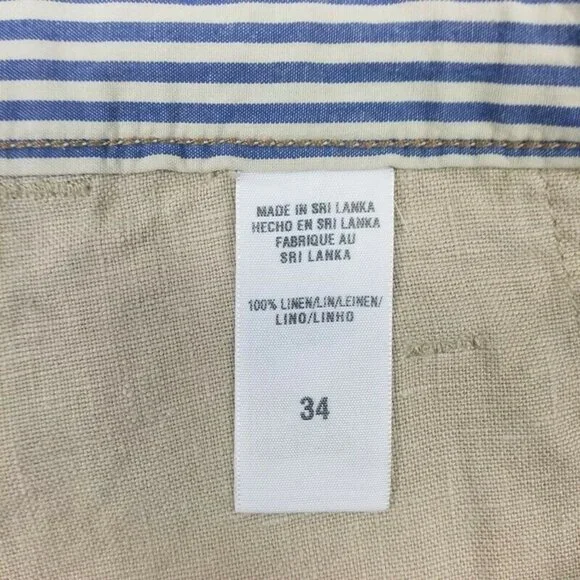 MADE IN SRI LANKA
HECHO EN SRI LANKA
FABRIQUE AU
SRI LANKA
100% LINEN/LIN/LEINEN/
LINO/LINHO
34